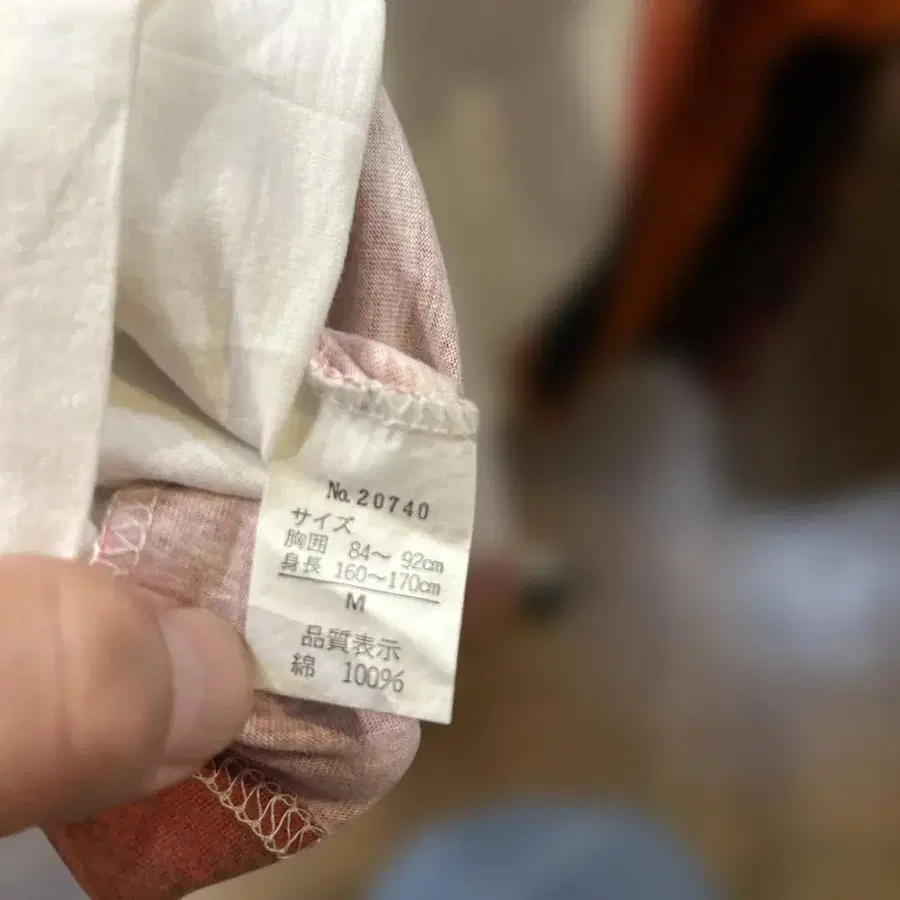 No. 20740
サイズ
胸囲 84～ 92cm
身長 160～170cm
M
品質表示
綿 100%